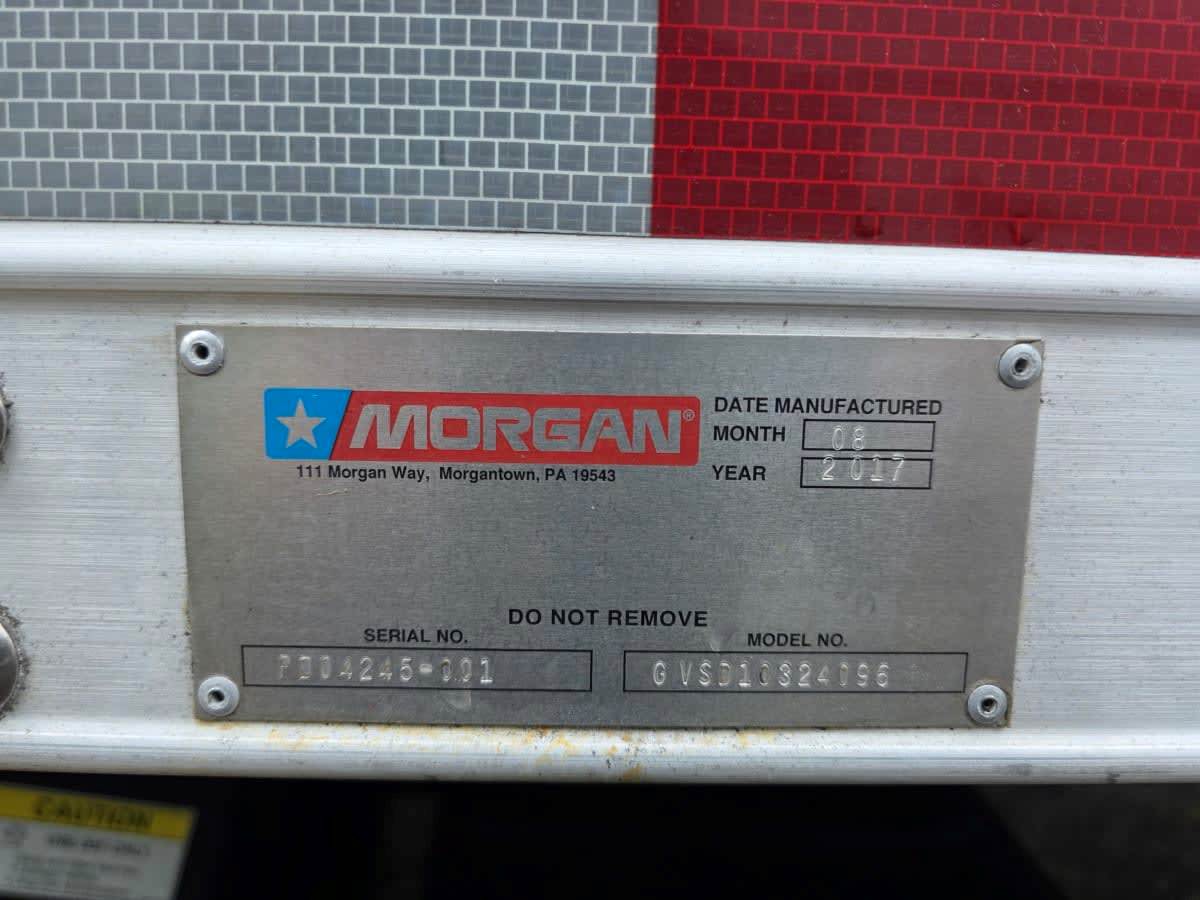 MORGAN®
111 Morgan Way, Morgantown, PA 19543
DATE MANUFACTURED
MONTH 08
YEAR 2017
DO NOT REMOVE
SERIAL NO.
PD04245-001
MODEL NO.
GVSD10324096
CAUTION